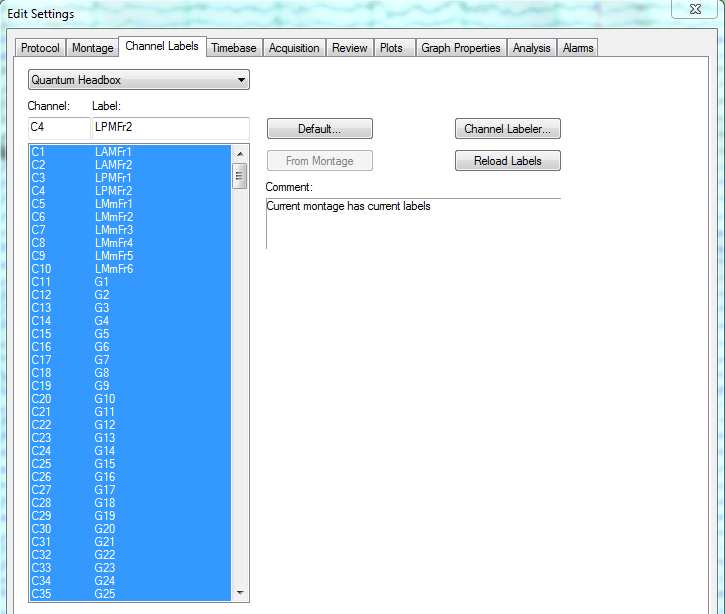 Edit Settings
Protocol Montage Channel Labels Timebase Acquisition Review Plots Graph Properties Analysis Alarms
Quantum Headbox
Channel: Label:
C4 LPMFr2
Default... Channel Labeler...
From Montage Reload Labels
Comment:
Current montage has current labels
C1 LAMFr1
C2 LAMFr2
C3 LPMFr1
C4 LPMFr2
C5 LMmFr1
C6 LMmFr2
C7 LMmFr3
C8 LMmFr4
C9 LMmFr5
C10 LMmFr6
C11 G1
C12 G2
C13 G3
C14 G4
C15 G5
C16 G6
C17 G7
C18 G8
C19 G9
C20 G10
C21 G11
C22 G12
C23 G13
C24 G14
C25 G15
C26 G16
C27 G17
C28 G18
C29 G19
C30 G20
C31 G21
C32 G22
C33 G23
C34 G24
C35 G25